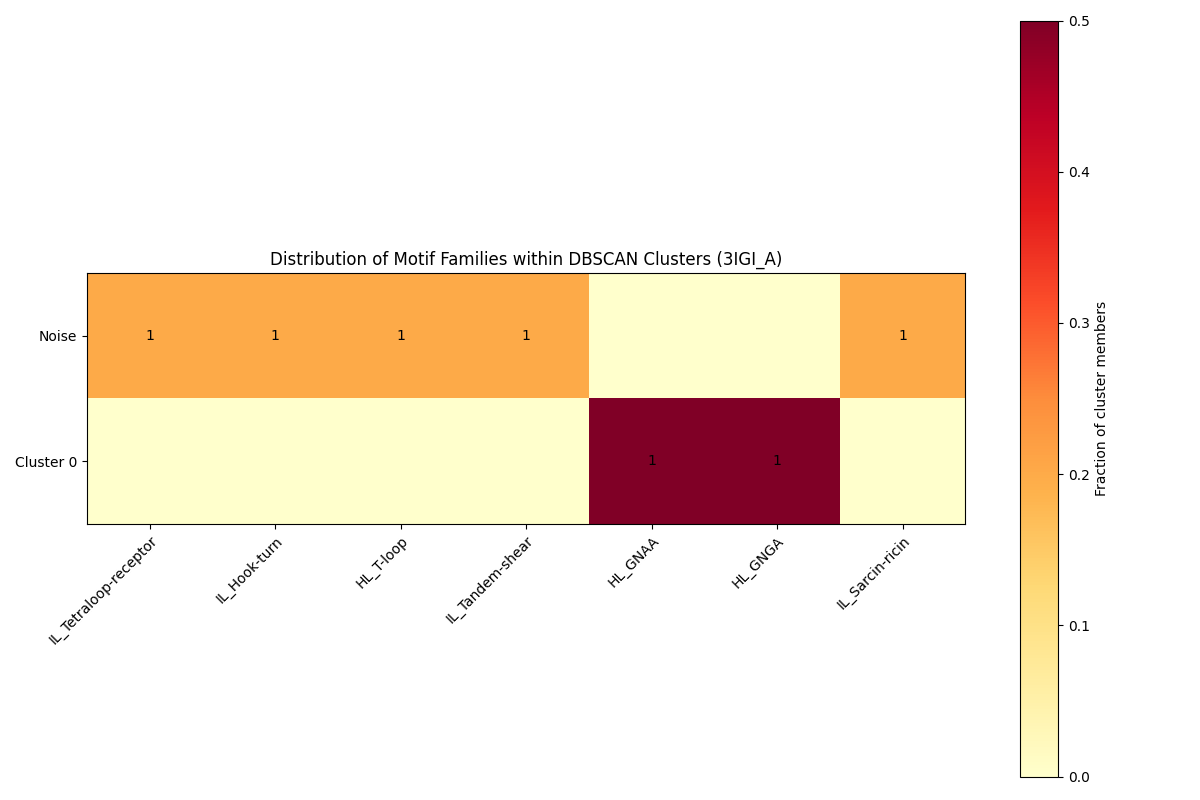 Distribution of Motif Families within DBSCAN Clusters (3IGI_A)
Noise
1 1 1 1 1
Cluster 0
1 1
IL_Tetraloop-receptor
IL_Hook-turn
HL_T-loop
IL_Tandem-shear
HL_GNAA
HL_GNGA
IL_Sarcin-ricin
0.5
0.4
0.3
0.2
0.1
0.0
Fraction of cluster members